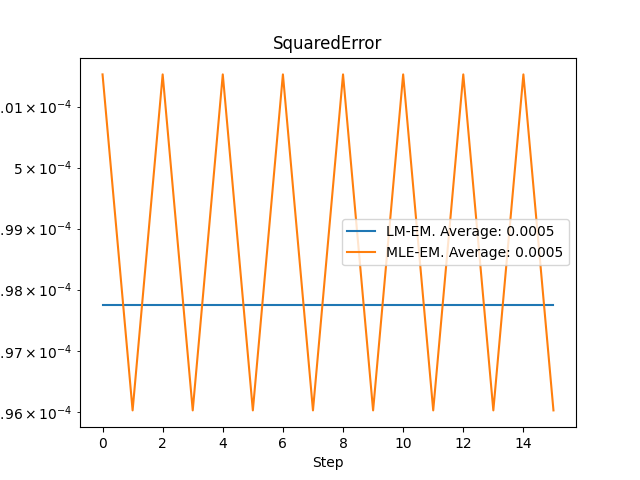 SquaredError
.01 × 10⁻⁴
5 × 10⁻⁴
.99 × 10⁻⁴
.98 × 10⁻⁴
.97 × 10⁻⁴
.96 × 10⁻⁴
LM-EM. Average: 0.0005
MLE-EM. Average: 0.0005
0 2 4 6 8 10 12 14
Step